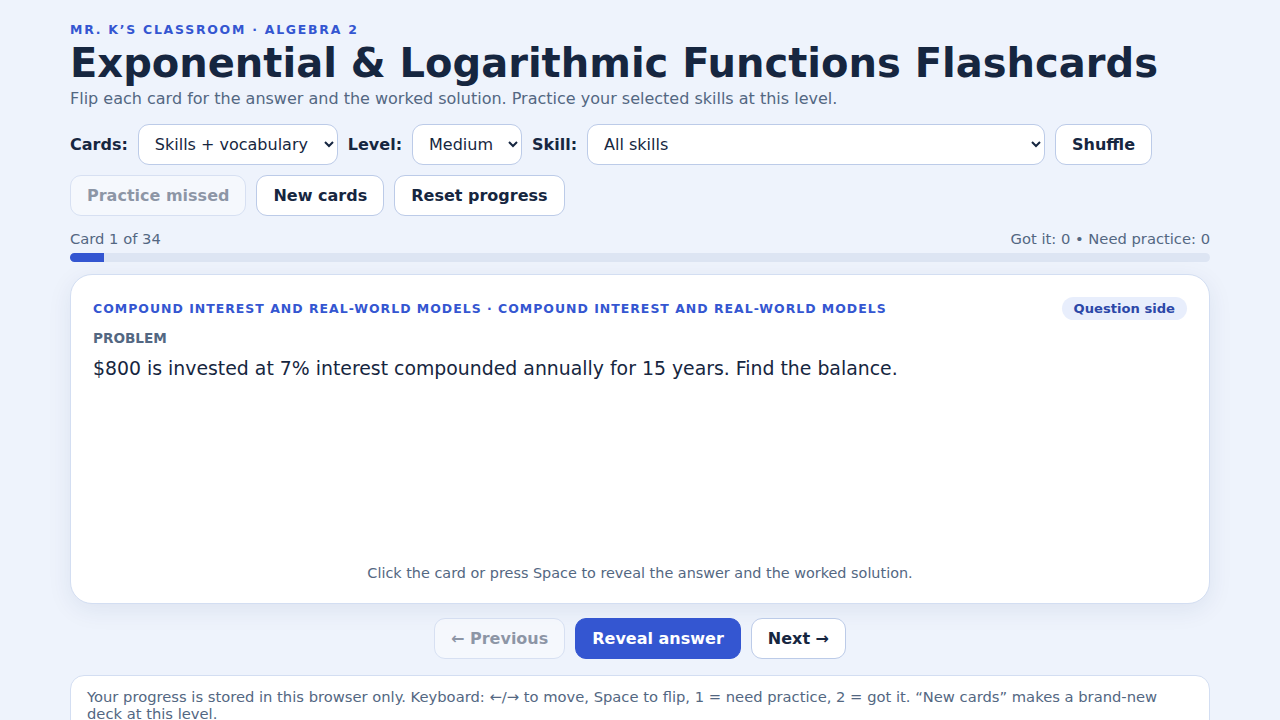 MR. K’S CLASSROOM · ALGEBRA 2
Exponential & Logarithmic Functions Flashcards
Flip each card for the answer and the worked solution. Practice your selected skills at this level.
Cards: Skills + vocabulary Level: Medium Skill: All skills Shuffle
Practice missed New cards Reset progress
Card 1 of 34 Got it: 0 • Need practice: 0
COMPOUND INTEREST AND REAL-WORLD MODELS · COMPOUND INTEREST AND REAL-WORLD MODELS Question side
PROBLEM
$800 is invested at 7% interest compounded annually for 15 years. Find the balance.
Click the card or press Space to reveal the answer and the worked solution.
← Previous Reveal answer Next →
Your progress is stored in this browser only. Keyboard: ←/→ to move, Space to flip, 1 = need practice, 2 = got it. “New cards” makes a brand-new
deck at this level.